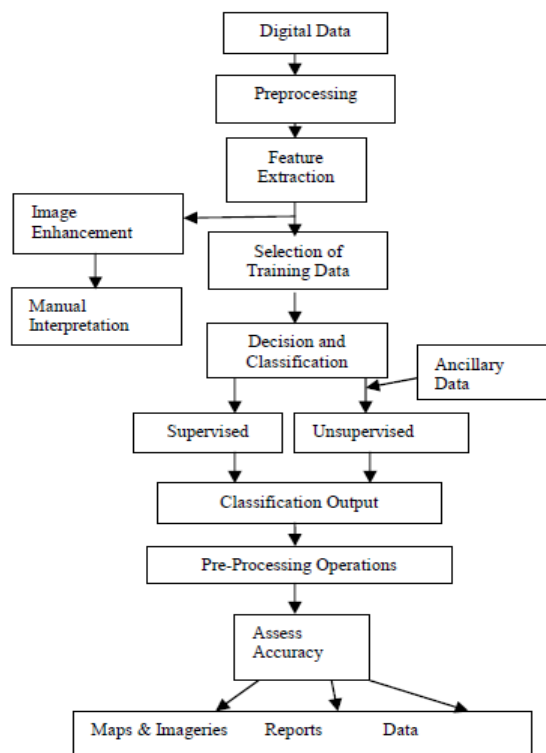 Digital Data
Preprocessing
Feature
Extraction
Image
Enhancement
Selection of
Training Data
Manual
Interpretation
Decision and
Classification
Ancillary
Data
Supervised
Unsupervised
Classification Output
Pre-Processing Operations
Assess
Accuracy
Maps & Imageries Reports Data